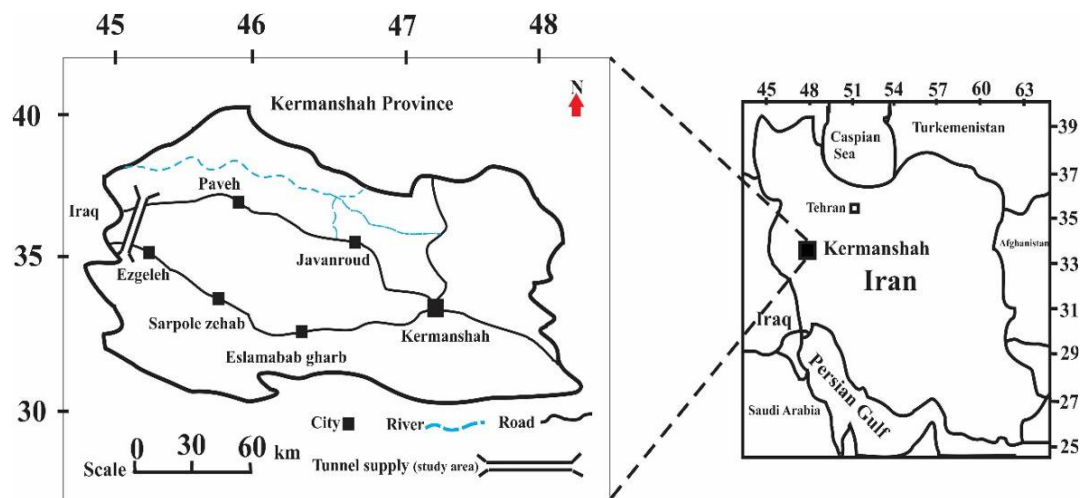 45 46 47 48
40
35
30
Kermanshah Province
N
Paveh
Iraq
Javanroud
Ezgeleh
Sarpole zehab
Kermanshah
Eslamabab gharb
City River Road
0 30 60
Scale km
Tunnel supply (study area)
45 48 51 54 57 60 63
39
37
35
33
31
29
27
25
Caspian
Sea
Turkemenistan
Tehran
Afghanistan
Kermanshah
Iran
Iraq
Persian Gulf
Saudi Arabia